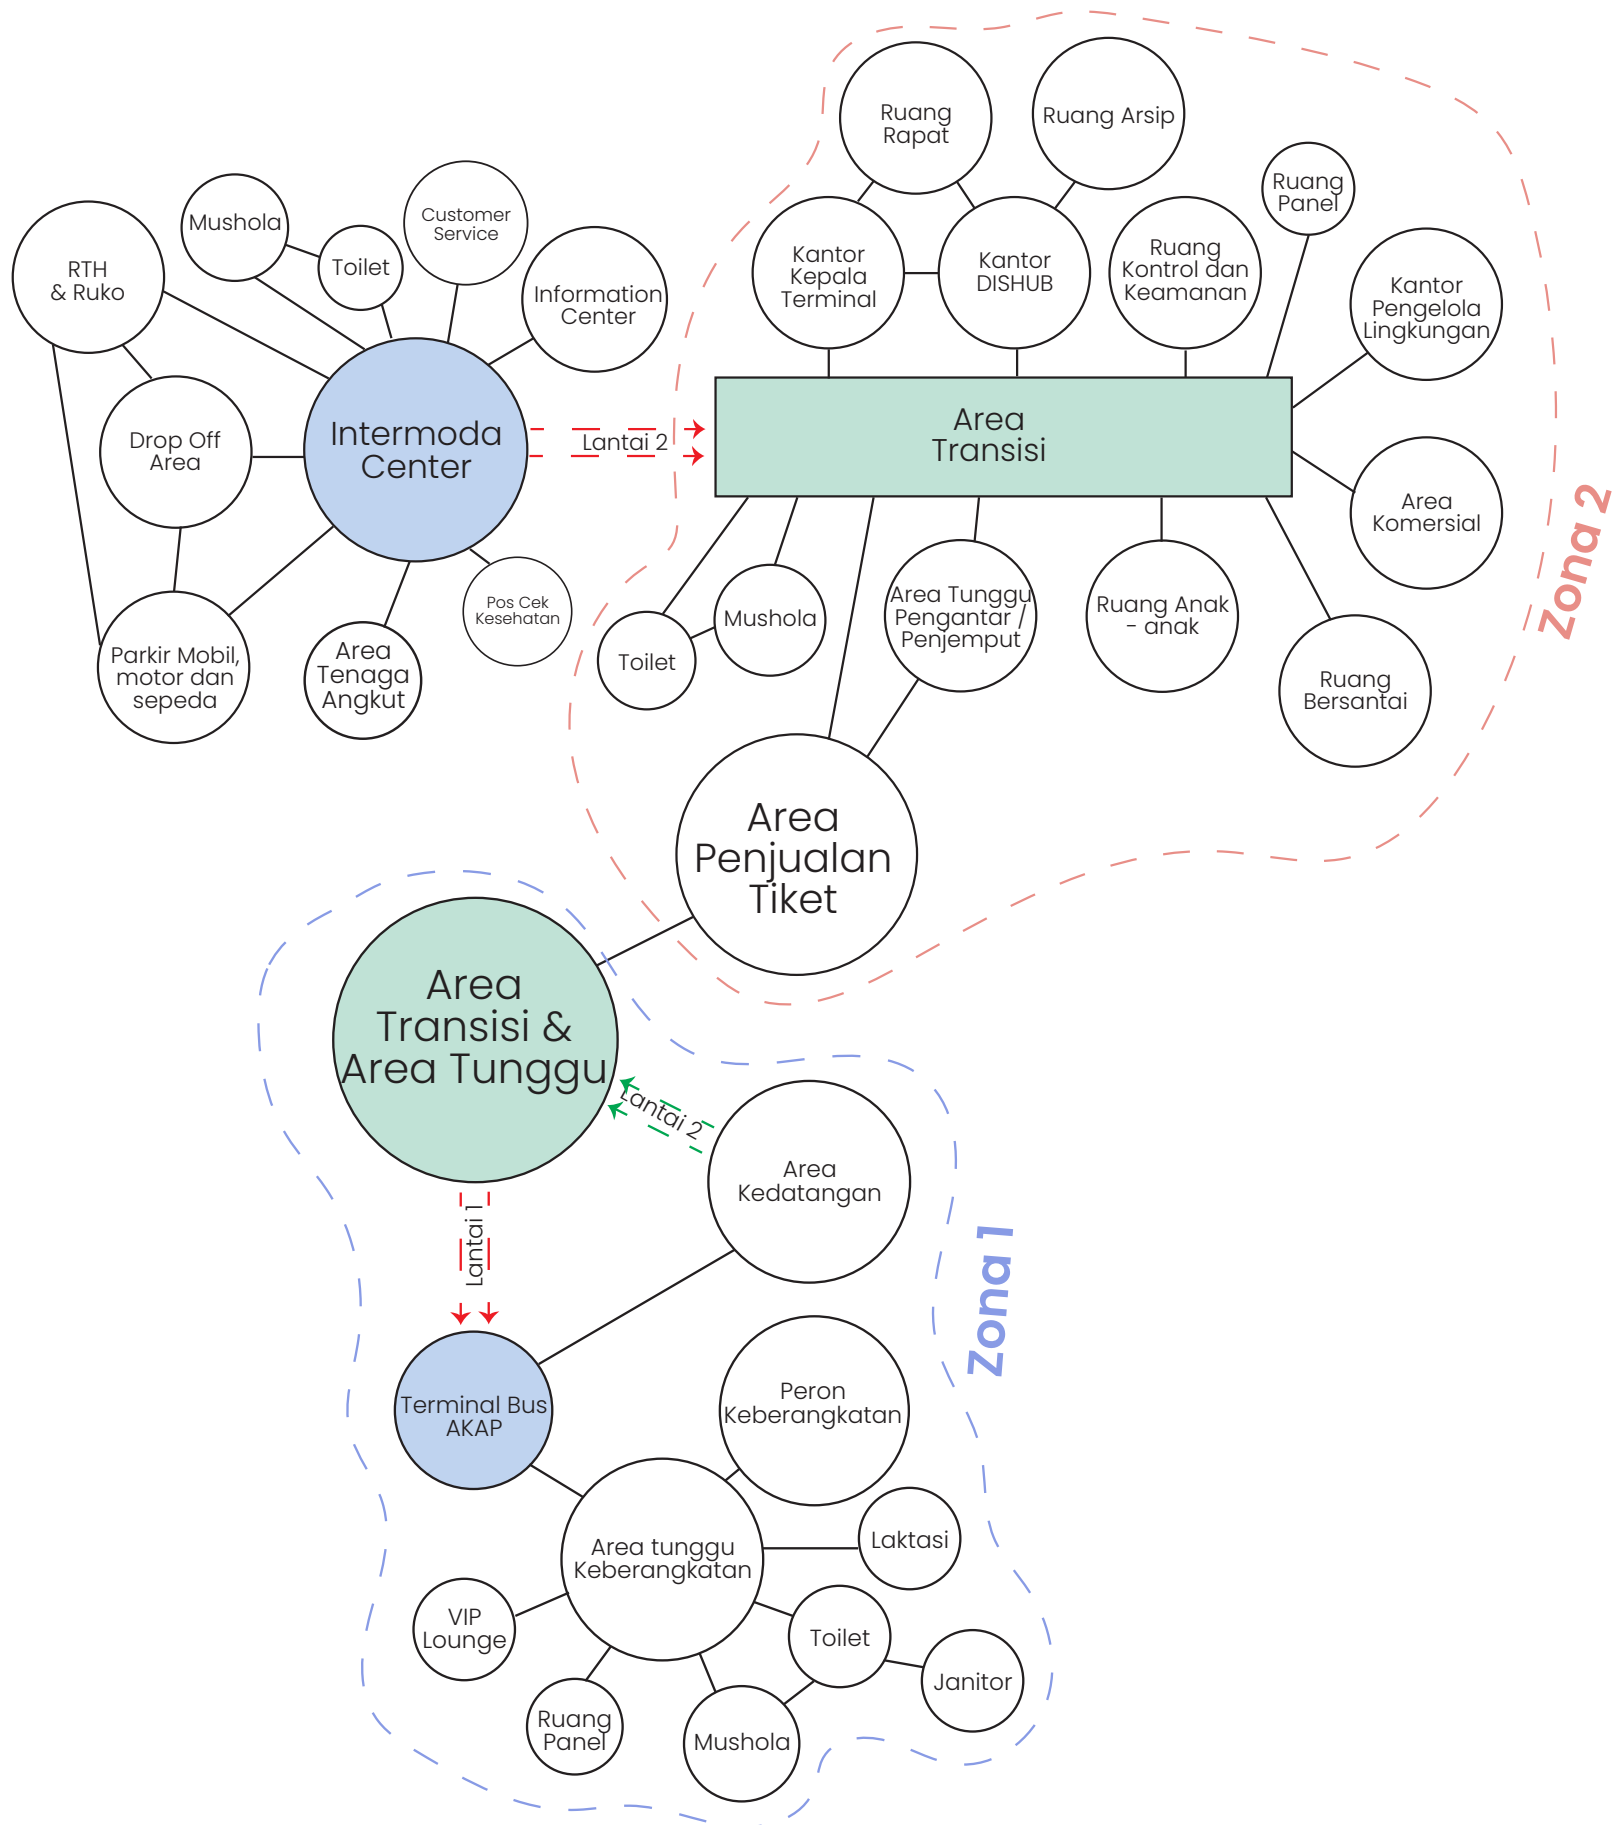 Ruang
Rapat
Ruang Arsip
Ruang
Panel
Mushola
Toilet
Customer
Service
RTH
& Ruko
Information
Center
Kantor
Kepala
Terminal
Kantor
DISHUB
Ruang
Kontrol dan
Keamanan
Kantor
Pengelola
Lingkungan
Drop Off
Area
Intermoda
Center
Lantai 2
Area
Transisi
Area
Komersial
Zona 2
Pos Cek
Kesehatan
Parkir Mobil,
motor dan
sepeda
Area
Tenaga
Angkut
Toilet
Mushola
Area Tunggu
Pengantar /
Penjemput
Ruang Anak
- anak
Ruang
Bersantai
Area
Penjualan
Tiket
Area
Transisi &
Area Tunggu
Lantai 2
Area
Kedatangan
Lantai 1
Zona 1
Terminal Bus
AKAP
Peron
Keberangkatan
Area tunggu
Keberangkatan
Laktasi
VIP
Lounge
Toilet
Janitor
Ruang
Panel
Mushola